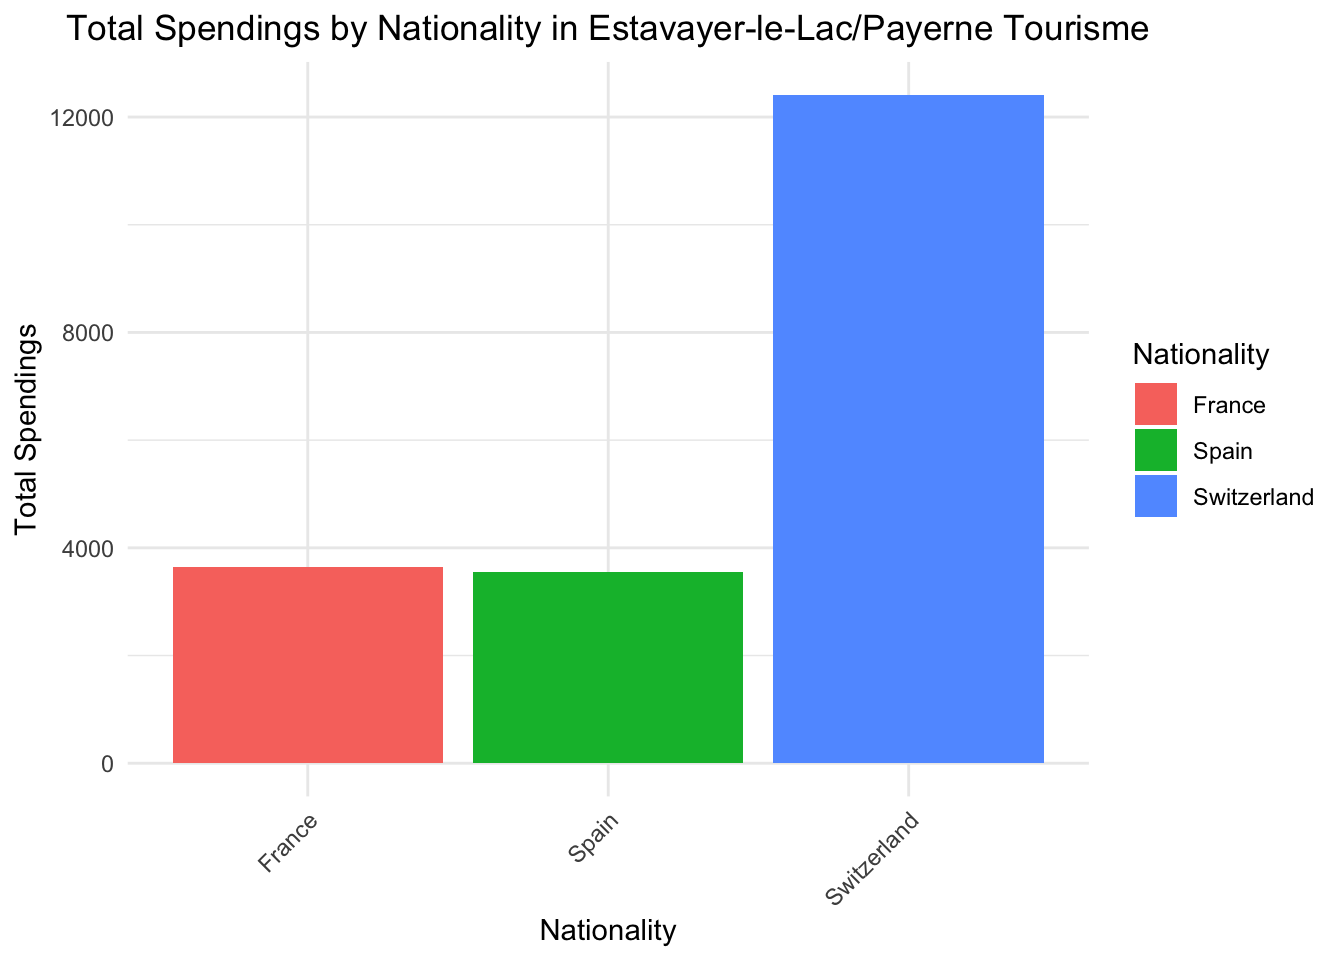 Total Spendings by Nationality in Estavayer-le-Lac/Payerne Tourisme
12000
8000
4000
0
Total Spendings
France
Spain
Switzerland
Nationality
Nationality
France
Spain
Switzerland